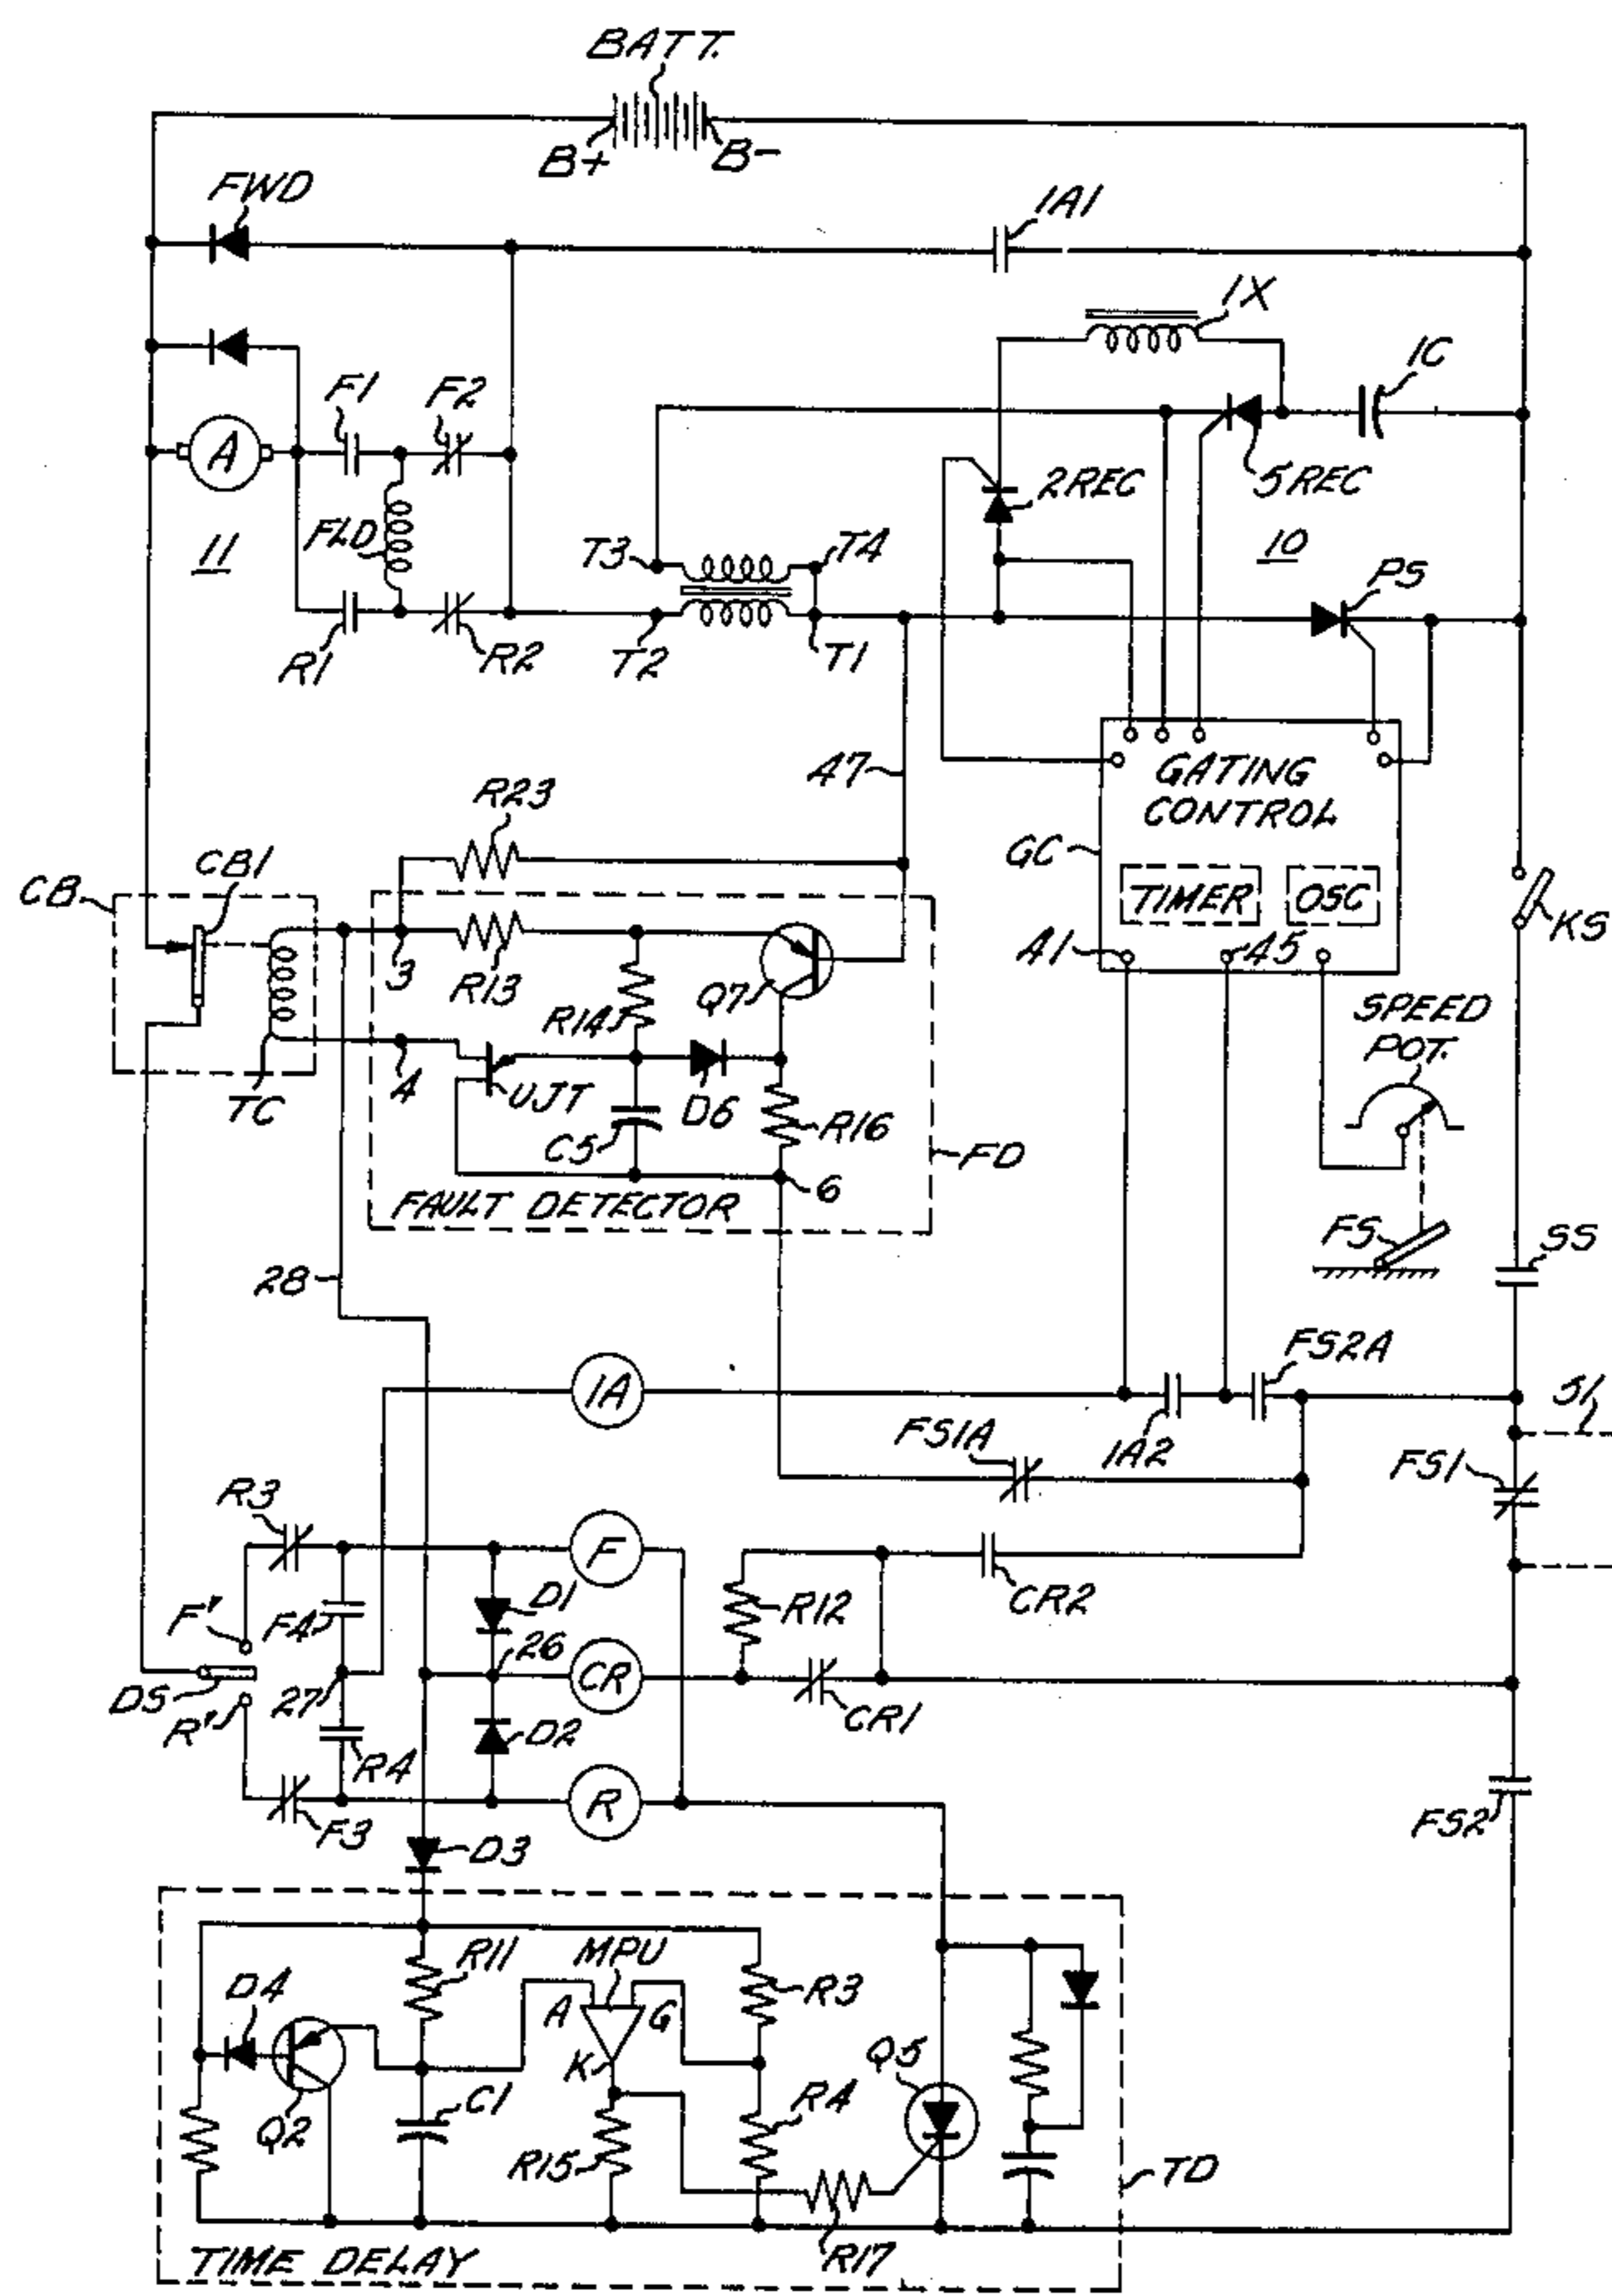 BATT.
B+
B-
FWD
1A1
1X
1C
F1
F2
A
5REC
2REC
10
FLD
11
T3
T4
PS
R1
R2
T2
T1
47
GATING
CONTROL
GC
TIMER
OSC
R23
CB
CB1
KS
3
R13
Q7
41
45
R14
SPEED
POT.
4
UJT
D6
TC
C5
R16
FD
6
FAULT DETECTOR
FS
SS
28
FS2A
1A
51
FS1A
1A2
FS1
R3
F
D1
CR2
R12
F'
F4
26
CR
DS
27
R'
CR1
D2
R4
R
FS2
F3
D3
R11
MPU
D4
A
G
R3
K
Q5
C1
Q2
R4
R15
TD
R17
TIME DELAY